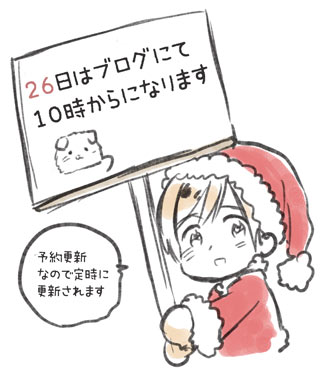 26日はブログにて
10時からになります
予約更新
なので定時に
更新されます